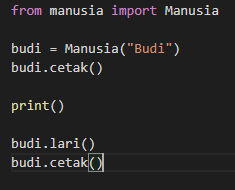 from manusia import Manusia
budi = Manusia("Budi")
budi.cetak()
print()
budi.lari()
budi.cetak()